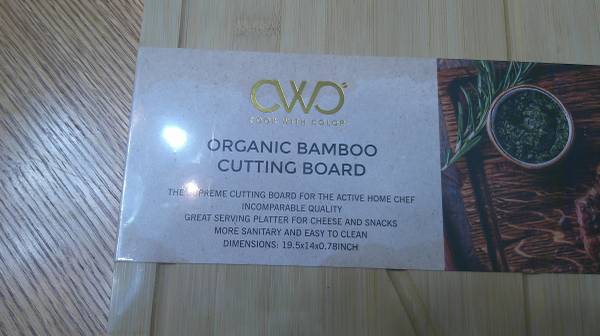 CWC
COOK WITH COLOR
ORGANIC BAMBOO
CUTTING BOARD
THE SUPREME CUTTING BOARD FOR THE ACTIVE HOME CHEF
INCOMPARABLE QUALITY
GREAT SERVING PLATTER FOR CHEESE AND SNACKS
MORE SANITARY AND EASY TO CLEAN
DIMENSIONS: 19.5x14x0.78INCH